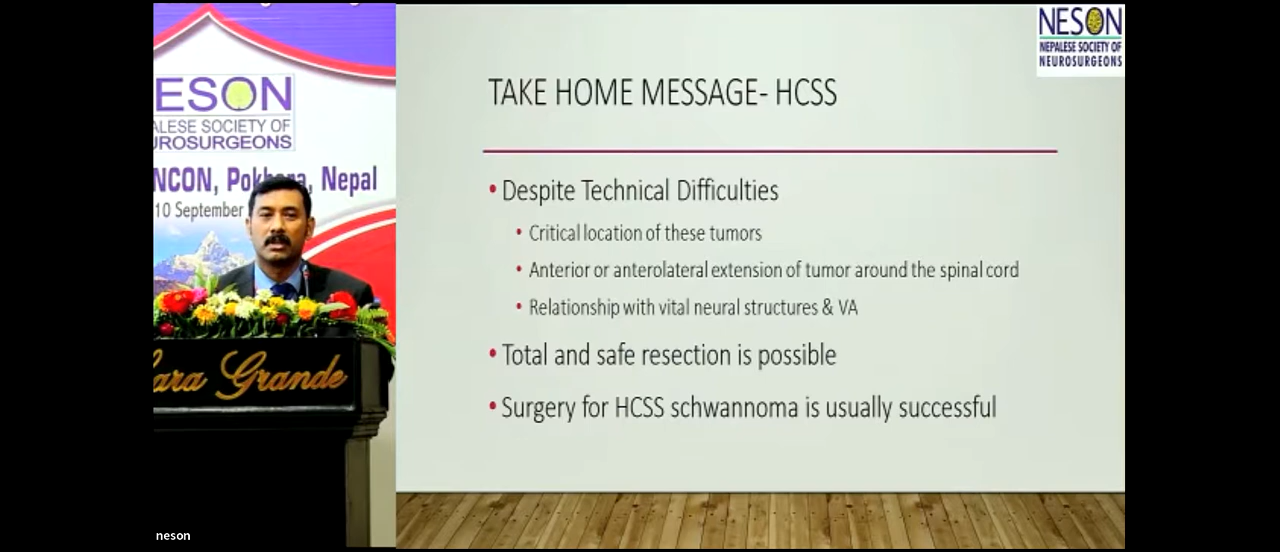 ESON
ALESE SOCIETY OF
UROSURGEONS
NCON, Pokhara, Nepal
10 September
ara Grande
neson
NESON
NEPALESE SOCIETY OF
NEUROSURGEONS
TAKE HOME MESSAGE- HCSS
• Despite Technical Difficulties
• Critical location of these tumors
• Anterior or anterolateral extension of tumor around the spinal cord
• Relationship with vital neural structures & VA
• Total and safe resection is possible
• Surgery for HCSS schwannoma is usually successful